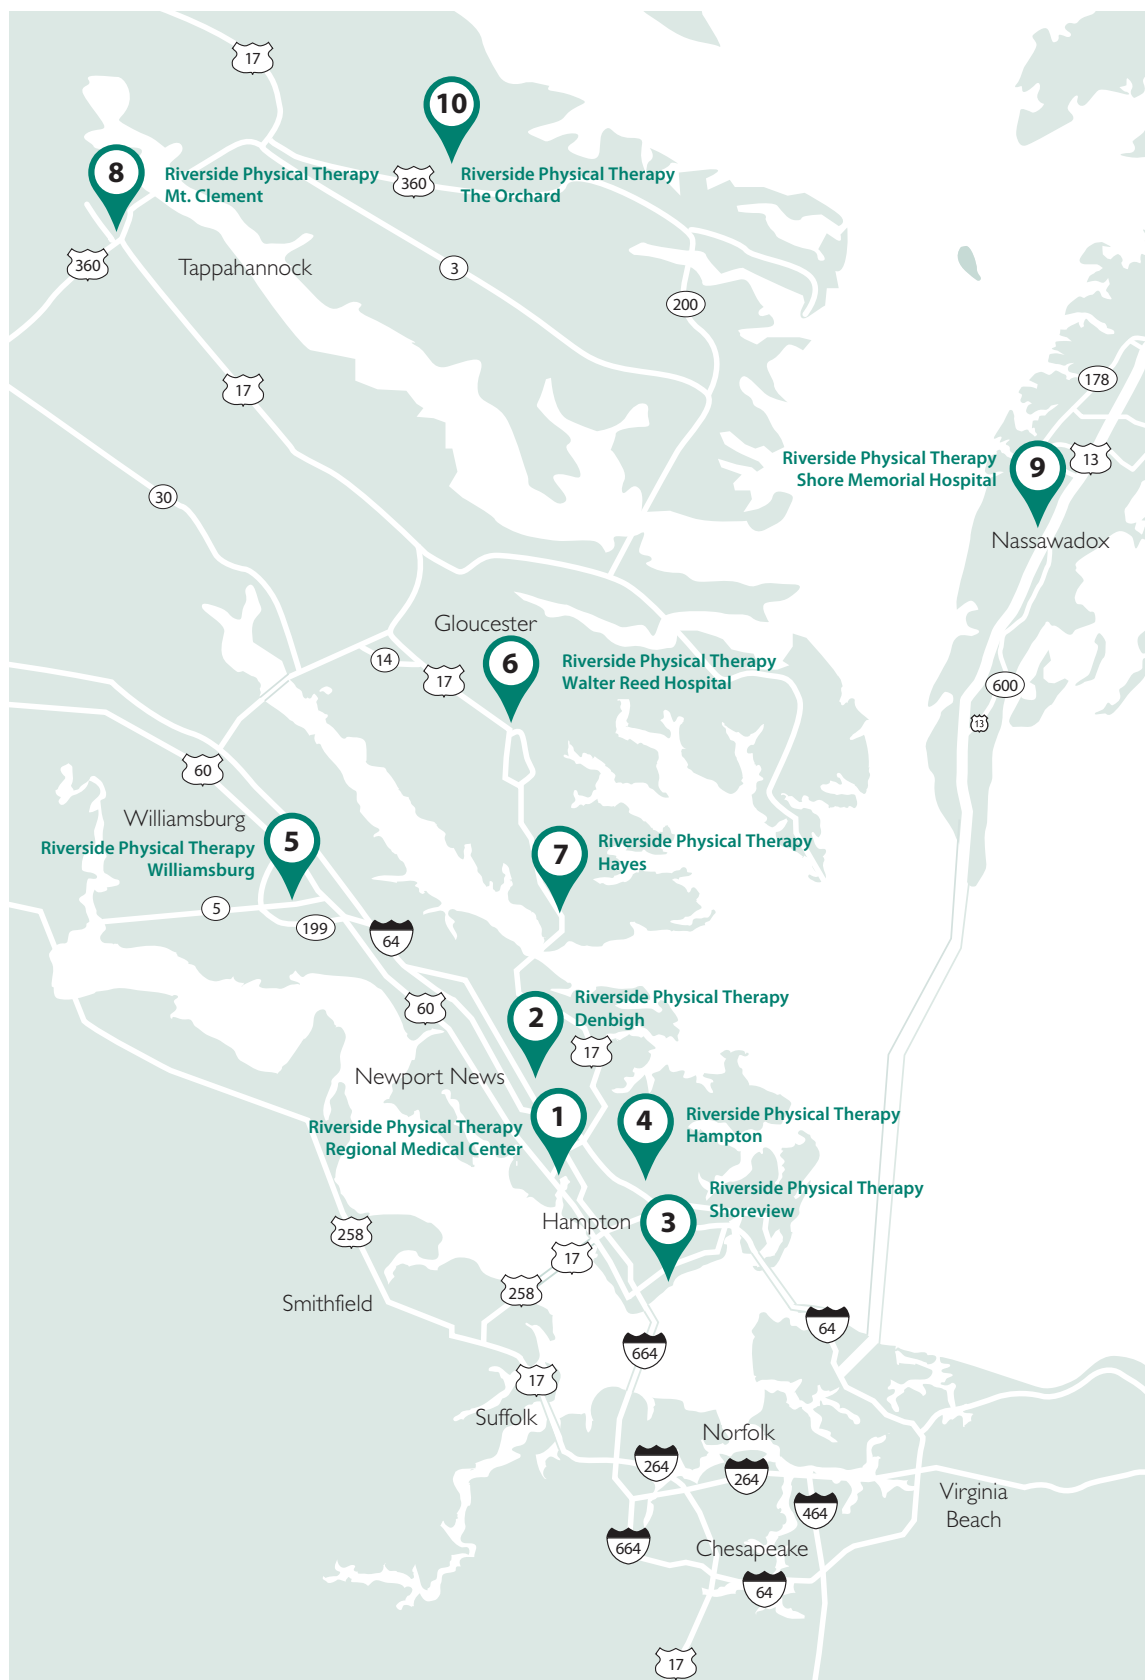 17
10
8
Riverside Physical Therapy
Mt. Clement
360
Riverside Physical Therapy
The Orchard
360
Tappahannock
3
200
17
178
Riverside Physical Therapy
Shore Memorial Hospital
9
13
30
Nassawadox
Gloucester
14
17
6
Riverside Physical Therapy
Walter Reed Hospital
600
13
60
Williamsburg
Riverside Physical Therapy
Williamsburg
5
7
Riverside Physical Therapy
Hayes
5
199
64
60
2
Riverside Physical Therapy
Denbigh
17
Newport News
1
Riverside Physical Therapy
Regional Medical Center
4
Riverside Physical Therapy
Hampton
Riverside Physical Therapy
Shoreview
Hampton
3
258
17
258
Smithfield
64
664
17
Suffolk
Norfolk
264
264
Virginia
Beach
464
664
Chesapeake
64
17